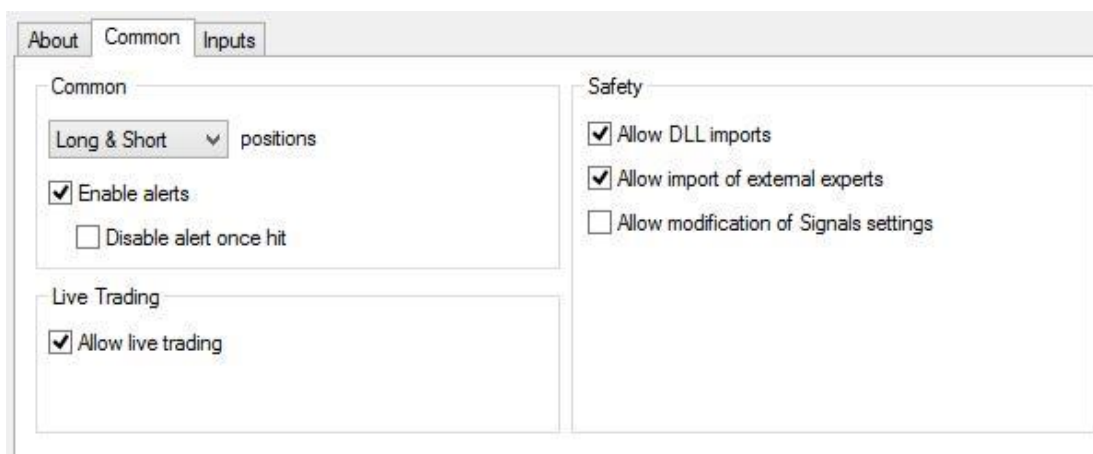 About Common Inputs
Common
Long & Short positions
Enable alerts
Disable alert once hit
Live Trading
Allow live trading
Safety
Allow DLL imports
Allow import of external experts
Allow modification of Signals settings